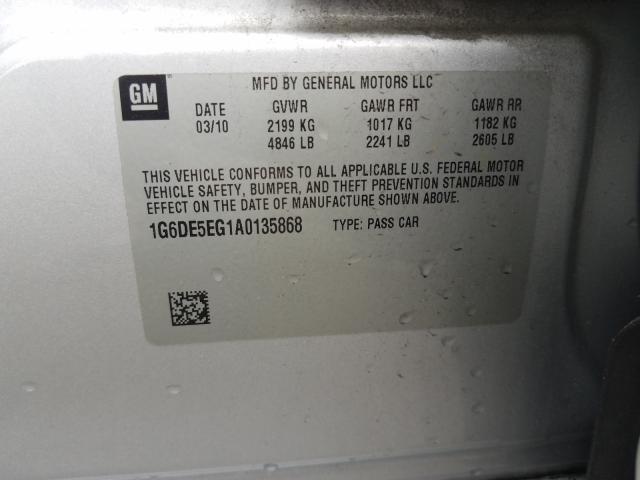 GM
MFD BY GENERAL MOTORS LLC
DATE GVWR GAWR FRT GAWR RR
03/10 2199 KG 1017 KG 1182 KG
4846 LB 2241 LB 2605 LB
THIS VEHICLE CONFORMS TO ALL APPLICABLE U.S. FEDERAL MOTOR
VEHICLE SAFETY, BUMPER, AND THEFT PREVENTION STANDARDS IN
EFFECT ON THE DATE OF MANUFACTURE SHOWN ABOVE.
1G6DE5EG1A0135868 TYPE: PASS CAR